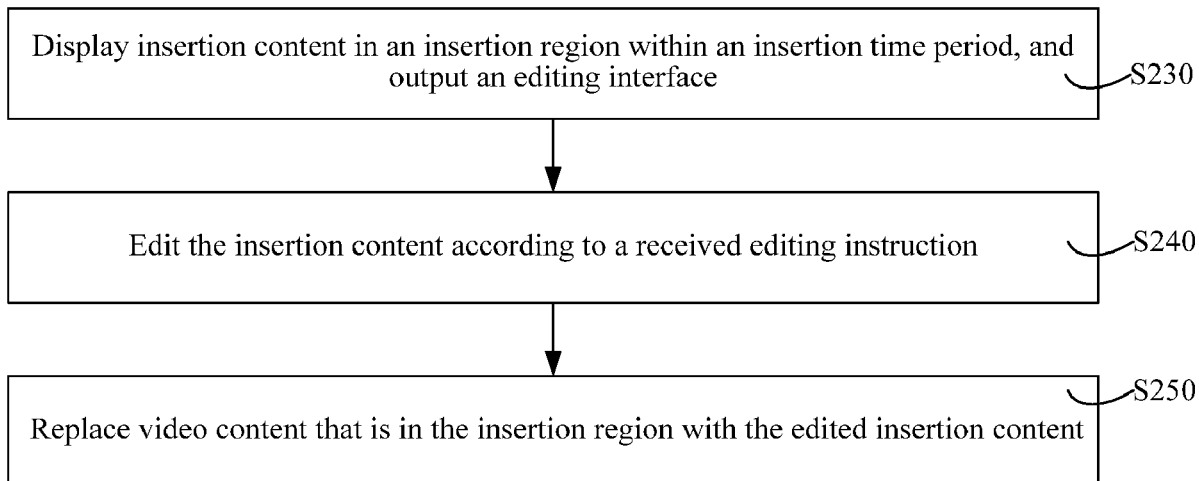 Display insertion content in an insertion region within an insertion time period, and
output an editing interface
S230
Edit the insertion content according to a received editing instruction
S240
S250
Replace video content that is in the insertion region with the edited insertion content